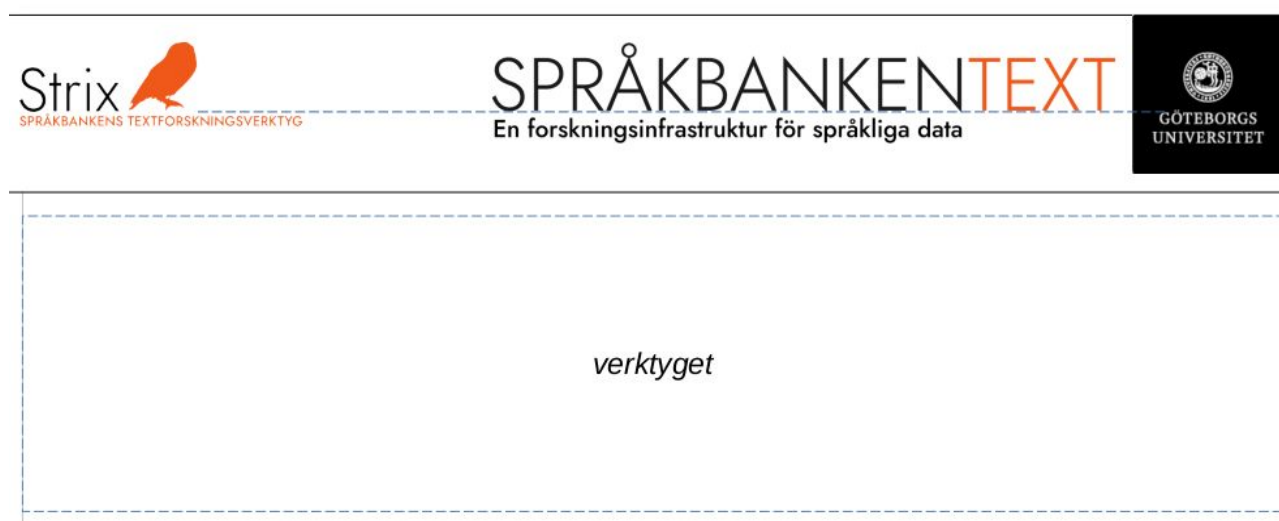 Strix
SPRÅKBANKENS TEXTFORSKNINGSVERKTYG
SPRÅKBANKENTEXT
En forskningsinfrastruktur för språkliga data
GÖTEBORGS
UNIVERSITET
verktyget